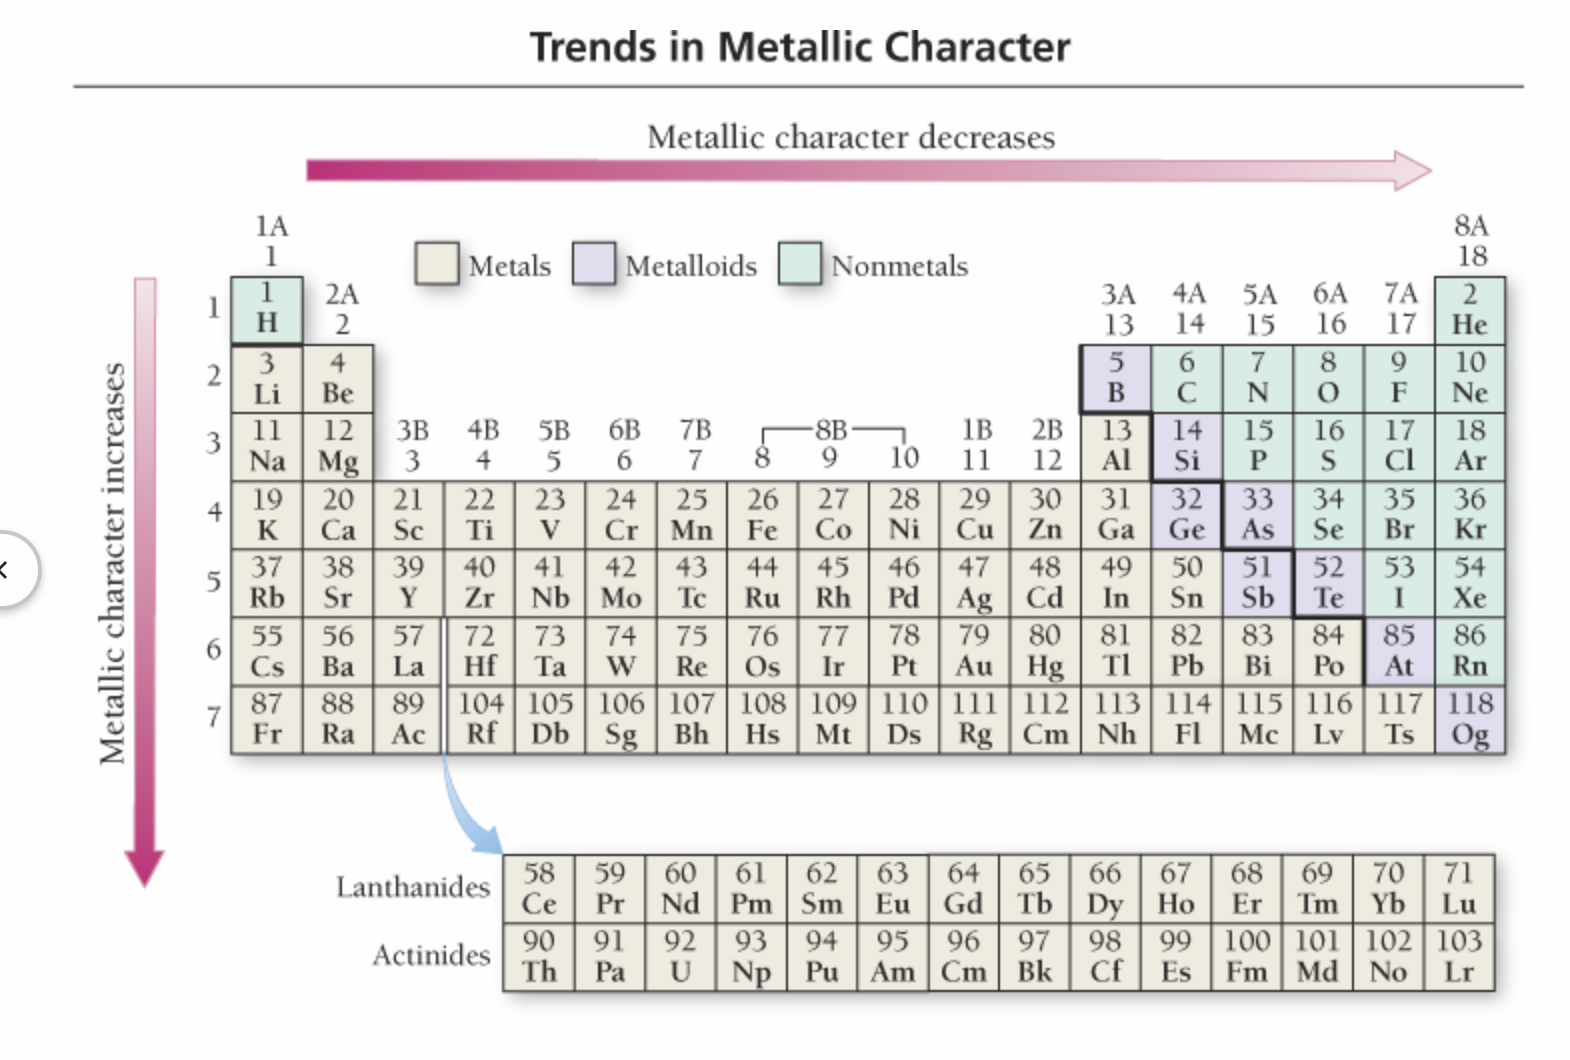 Trends in Metallic Character
Metallic character decreases
Metallic character increases
1A 8A
1 18
Metals Metalloids Nonmetals
2A 3A 4A 5A 6A 7A
2 13 14 15 16 17
1 1 2
H He
2 3 4 5 6 7 8 9 10
Li Be B C N O F Ne
3B 4B 5B 6B 7B 8B 1B 2B
3 4 5 6 7 8 9 10 11 12
3 11 12 13 14 15 16 17 18
Na Mg Al Si P S Cl Ar
4 19 20 21 22 23 24 25 26 27 28 29 30 31 32 33 34 35 36
K Ca Sc Ti V Cr Mn Fe Co Ni Cu Zn Ga Ge As Se Br Kr
5 37 38 39 40 41 42 43 44 45 46 47 48 49 50 51 52 53 54
Rb Sr Y Zr Nb Mo Tc Ru Rh Pd Ag Cd In Sn Sb Te I Xe
6 55 56 57 72 73 74 75 76 77 78 79 80 81 82 83 84 85 86
Cs Ba La Hf Ta W Re Os Ir Pt Au Hg Tl Pb Bi Po At Rn
7 87 88 89 104 105 106 107 108 109 110 111 112 113 114 115 116 117 118
Fr Ra Ac Rf Db Sg Bh Hs Mt Ds Rg Cm Nh Fl Mc Lv Ts Og
Lanthanides 58 59 60 61 62 63 64 65 66 67 68 69 70 71
Ce Pr Nd Pm Sm Eu Gd Tb Dy Ho Er Tm Yb Lu
Actinides 90 91 92 93 94 95 96 97 98 99 100 101 102 103
Th Pa U Np Pu Am Cm Bk Cf Es Fm Md No Lr